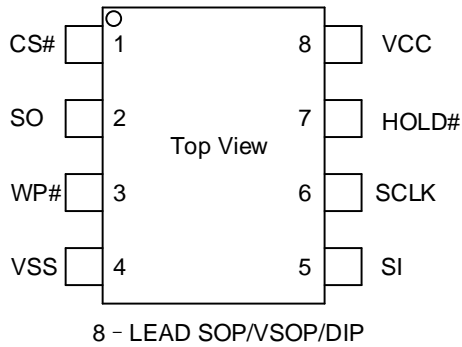 CS# 1 8 VCC
SO 2 7 HOLD#
Top View
WP# 3 6 SCLK
VSS 4 5 SI
8 - LEAD SOP/VSOP/DIP